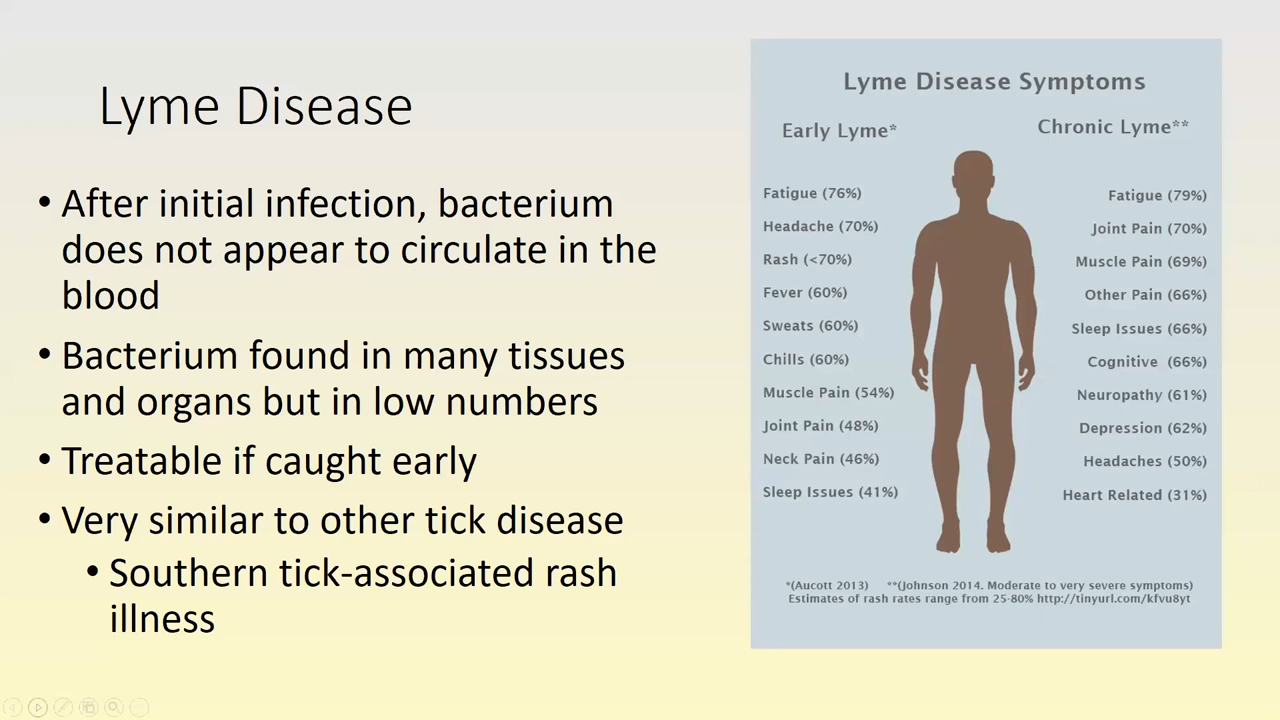 Lyme Disease
• After initial infection, bacterium
does not appear to circulate in the
blood
• Bacterium found in many tissues
and organs but in low numbers
• Treatable if caught early
• Very similar to other tick disease
• Southern tick-associated rash
illness
Lyme Disease Symptoms
Early Lyme*
Fatigue (76%)
Headache (70%)
Rash (<70%)
Fever (60%)
Sweats (60%)
Chills (60%)
Muscle Pain (54%)
Joint Pain (48%)
Neck Pain (46%)
Sleep Issues (41%)
Chronic Lyme**
Fatigue (79%)
Joint Pain (70%)
Muscle Pain (69%)
Other Pain (66%)
Sleep Issues (66%)
Cognitive (66%)
Neuropathy (61%)
Depression (62%)
Headaches (50%)
Heart Related (31%)
*(Aucott 2013) **(Johnson 2014. Moderate to very severe symptoms)
Estimates of rash rates range from 25-80% http://tinyurl.com/kfvu8yt